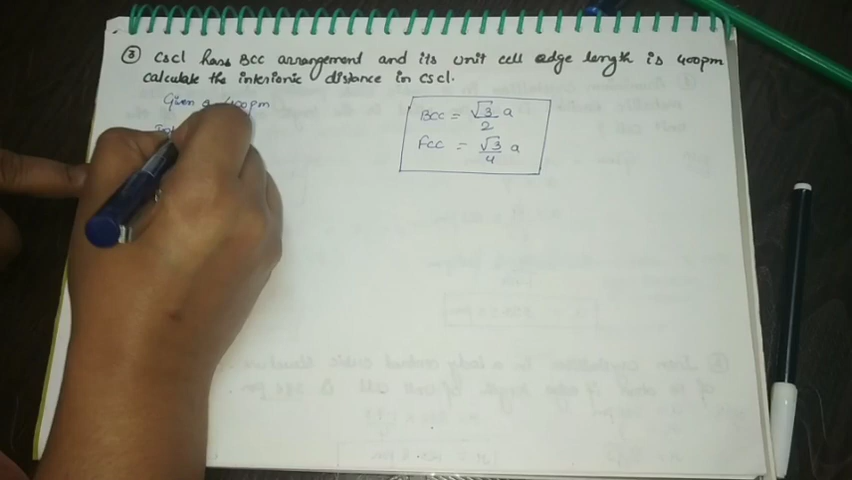 ③ CsCl has BCC arrangement and its unit cell edge length is 400pm
calculate the interionic distance in CsCl.
Given a 400pm
BCC = √3/2 a
FCC = √3/4 a